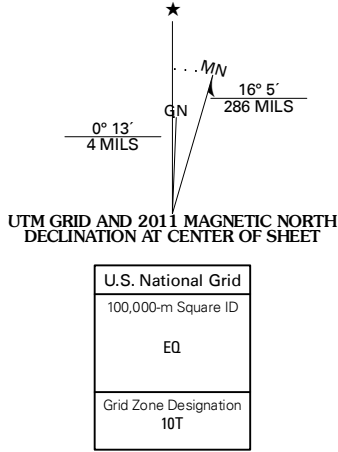 ★
MN
GN
16° 5´
286 MILS
0° 13´
4 MILS
UTM GRID AND 2011 MAGNETIC NORTH
DECLINATION AT CENTER OF SHEET
U.S. National Grid
100,000-m Square ID
EQ
Grid Zone Designation
10T